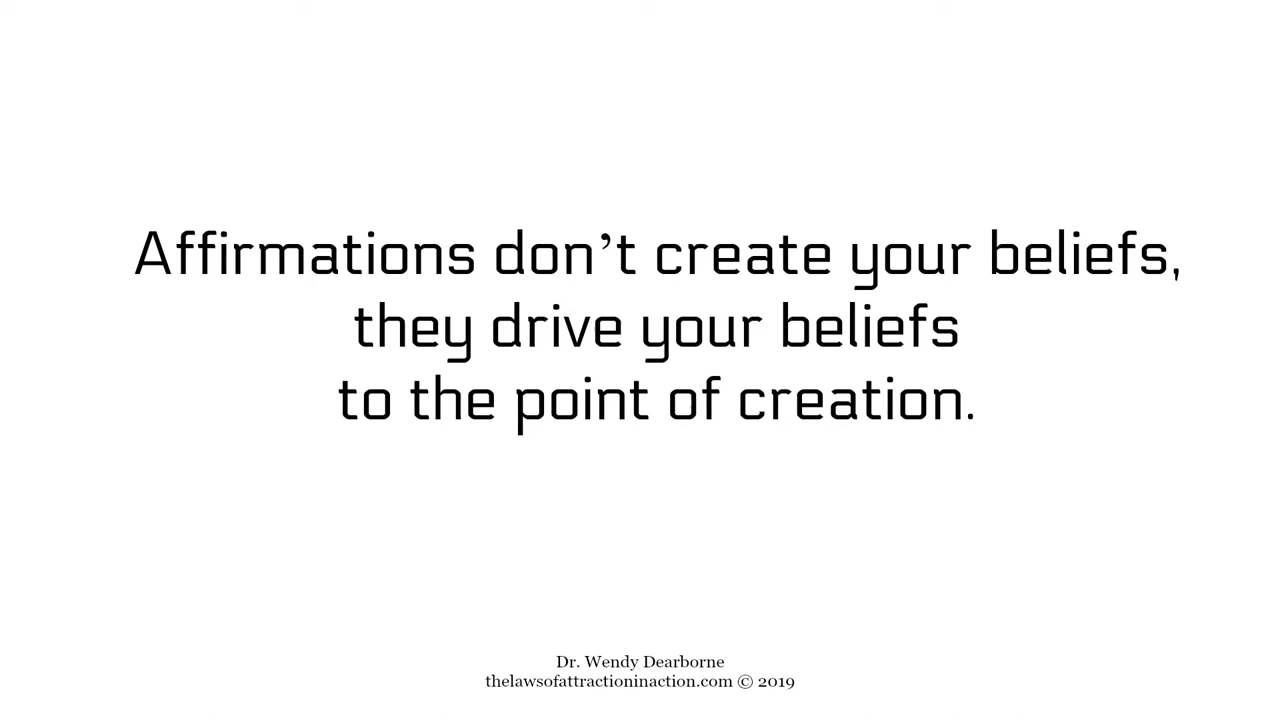 Affirmations don’t create your beliefs,
they drive your beliefs
to the point of creation.
Dr. Wendy Dearborne
thelawsofattractioninaction.com © 2019